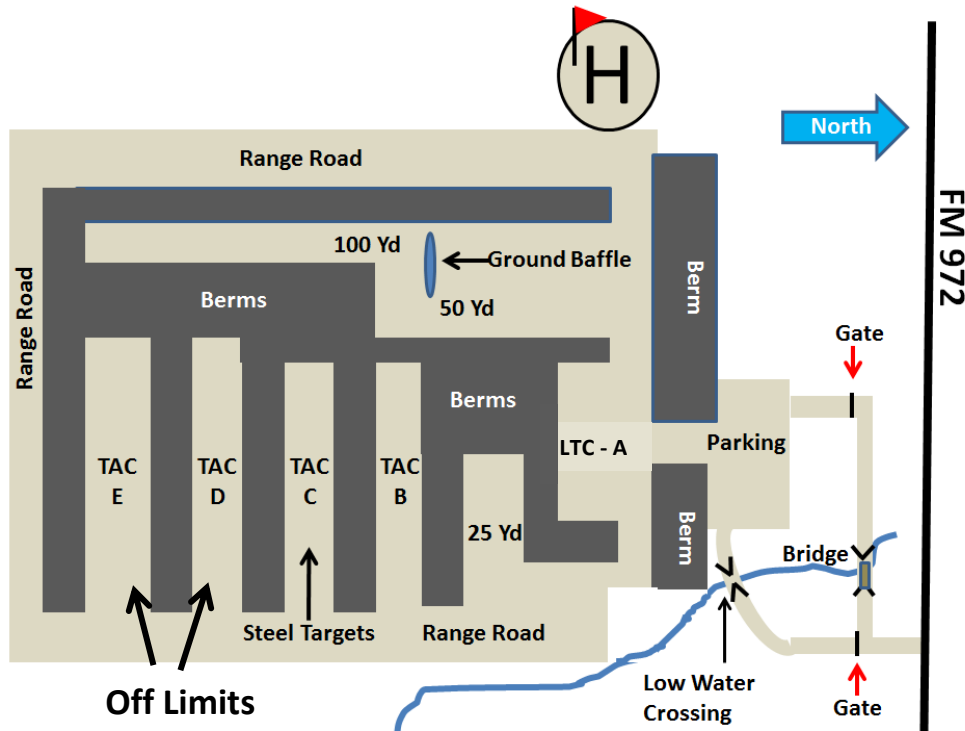 H
North
Range Road
FM 972
100 Yd
Ground Baffle
Berm
Range Road
Berms
50 Yd
Gate
Berms
LTC - A
Parking
TAC
E
TAC
D
TAC
C
TAC
B
25 Yd
Berm
Bridge
Steel Targets
Range Road
Off Limits
Low Water
Crossing
Gate